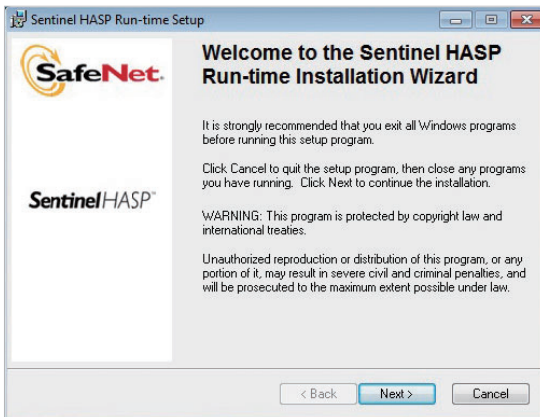 Sentinel HASP Run-time Setup
SafeNet.
Sentinel HASP™
Welcome to the Sentinel HASP
Run-time Installation Wizard
It is strongly recommended that you exit all Windows programs
before running this setup program.
Click Cancel to quit the setup program, then close any programs
you have running. Click Next to continue the installation.
WARNING: This program is protected by copyright law and
international treaties.
Unauthorized reproduction or distribution of this program, or any
portion of it, may result in severe civil and criminal penalties, and
will be prosecuted to the maximum extent possible under law.
< Back
Next >
Cancel